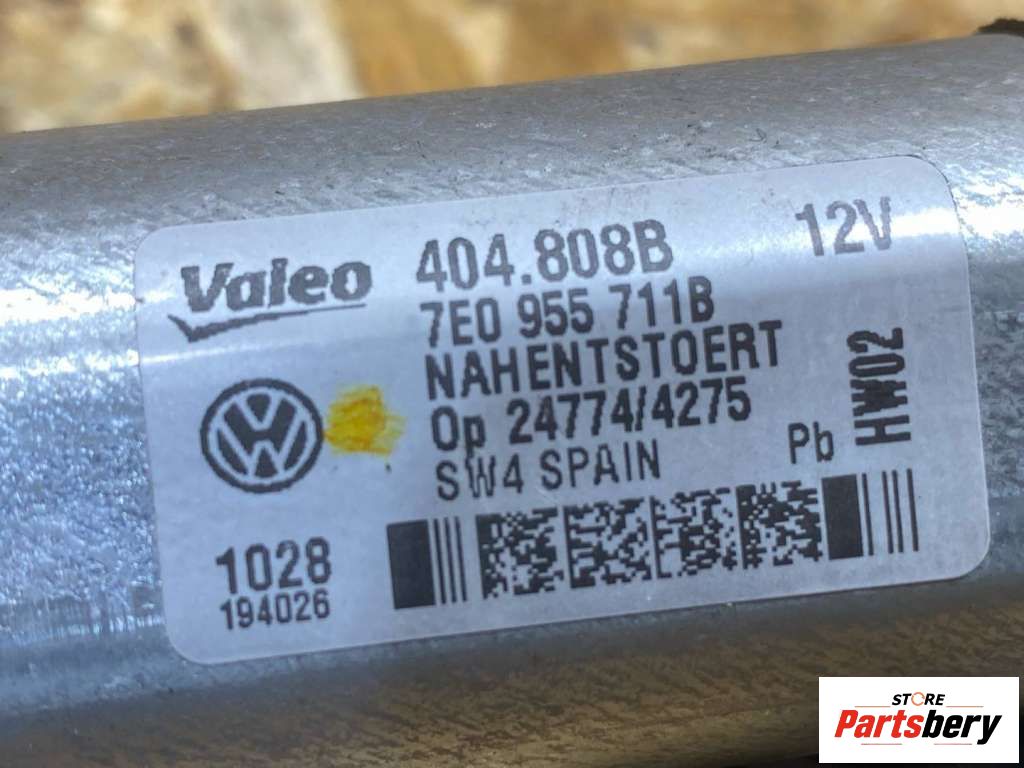 Valeo
404.808B
12V
7E0 955 711B
NAHENTSTOERT
Op 24774/4275
SW4 SPAIN
Pb
HW02
VW
1028
194026
STORE
Partsbery